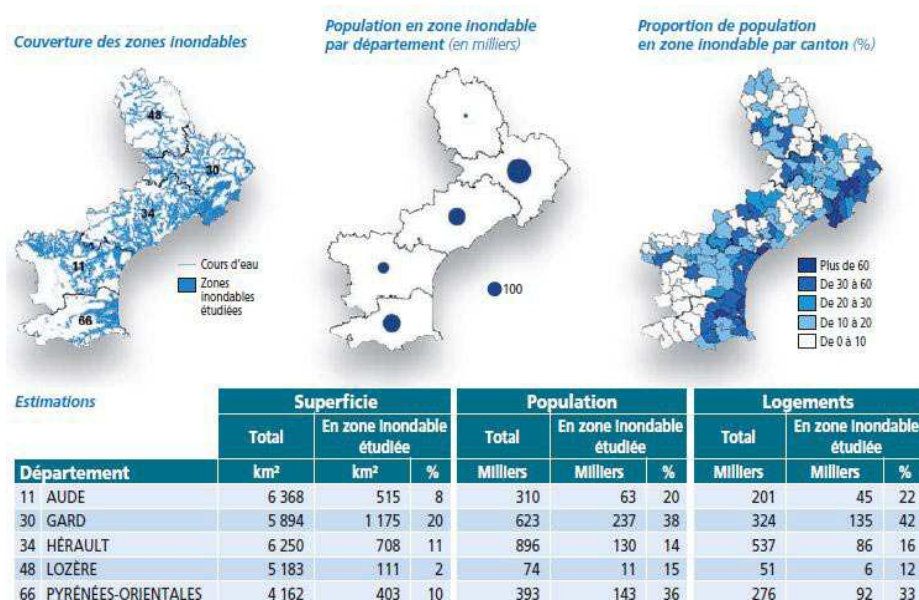 Couverture des zones inondables
48
30
34
11
66
Cours d'eau
Zones
inondables
étudiées
Population en zone inondable
par département (en milliers)
100
Proportion de population
en zone inondable par canton (%)
Plus de 60
De 30 à 60
De 20 à 30
De 10 à 20
De 0 à 10
Estimations
Superficie Population Logements
Total En zone inondable étudiée Total En zone inondable étudiée Total En zone inondable étudiée
Département km² km² % Milliers Milliers % Milliers Milliers %
11 AUDE 6 368 515 8 310 63 20 201 45 22
30 GARD 5 894 1 175 20 623 237 38 324 135 42
34 HÉRAULT 6 250 708 11 896 130 14 537 86 16
48 LOZÈRE 5 183 111 2 74 11 15 51 6 12
66 PYRÉNÉES-ORIENTALES 4 162 403 10 393 143 36 276 92 33